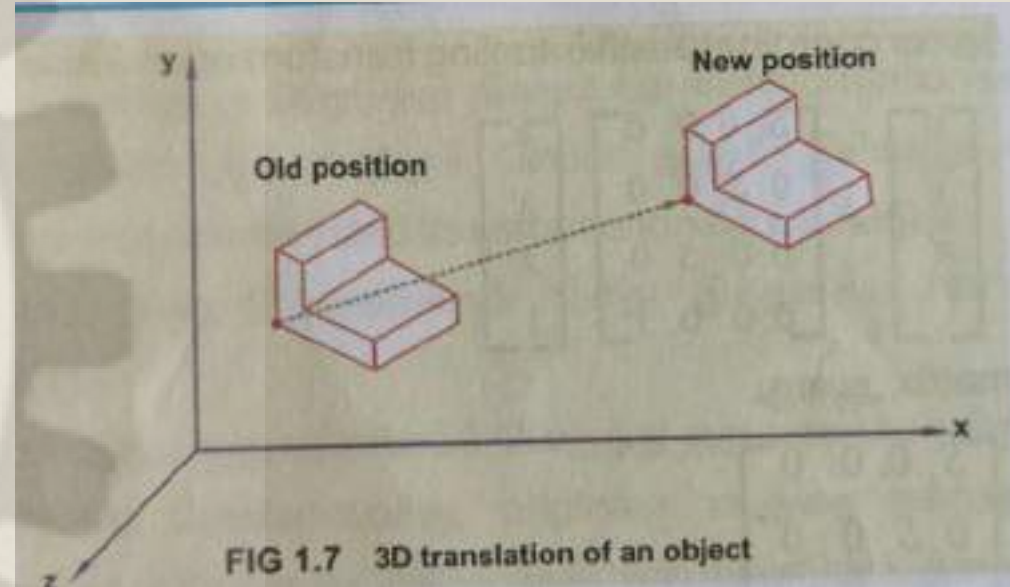 y
New position
Old position
x
z
FIG 1.7 3D translation of an object